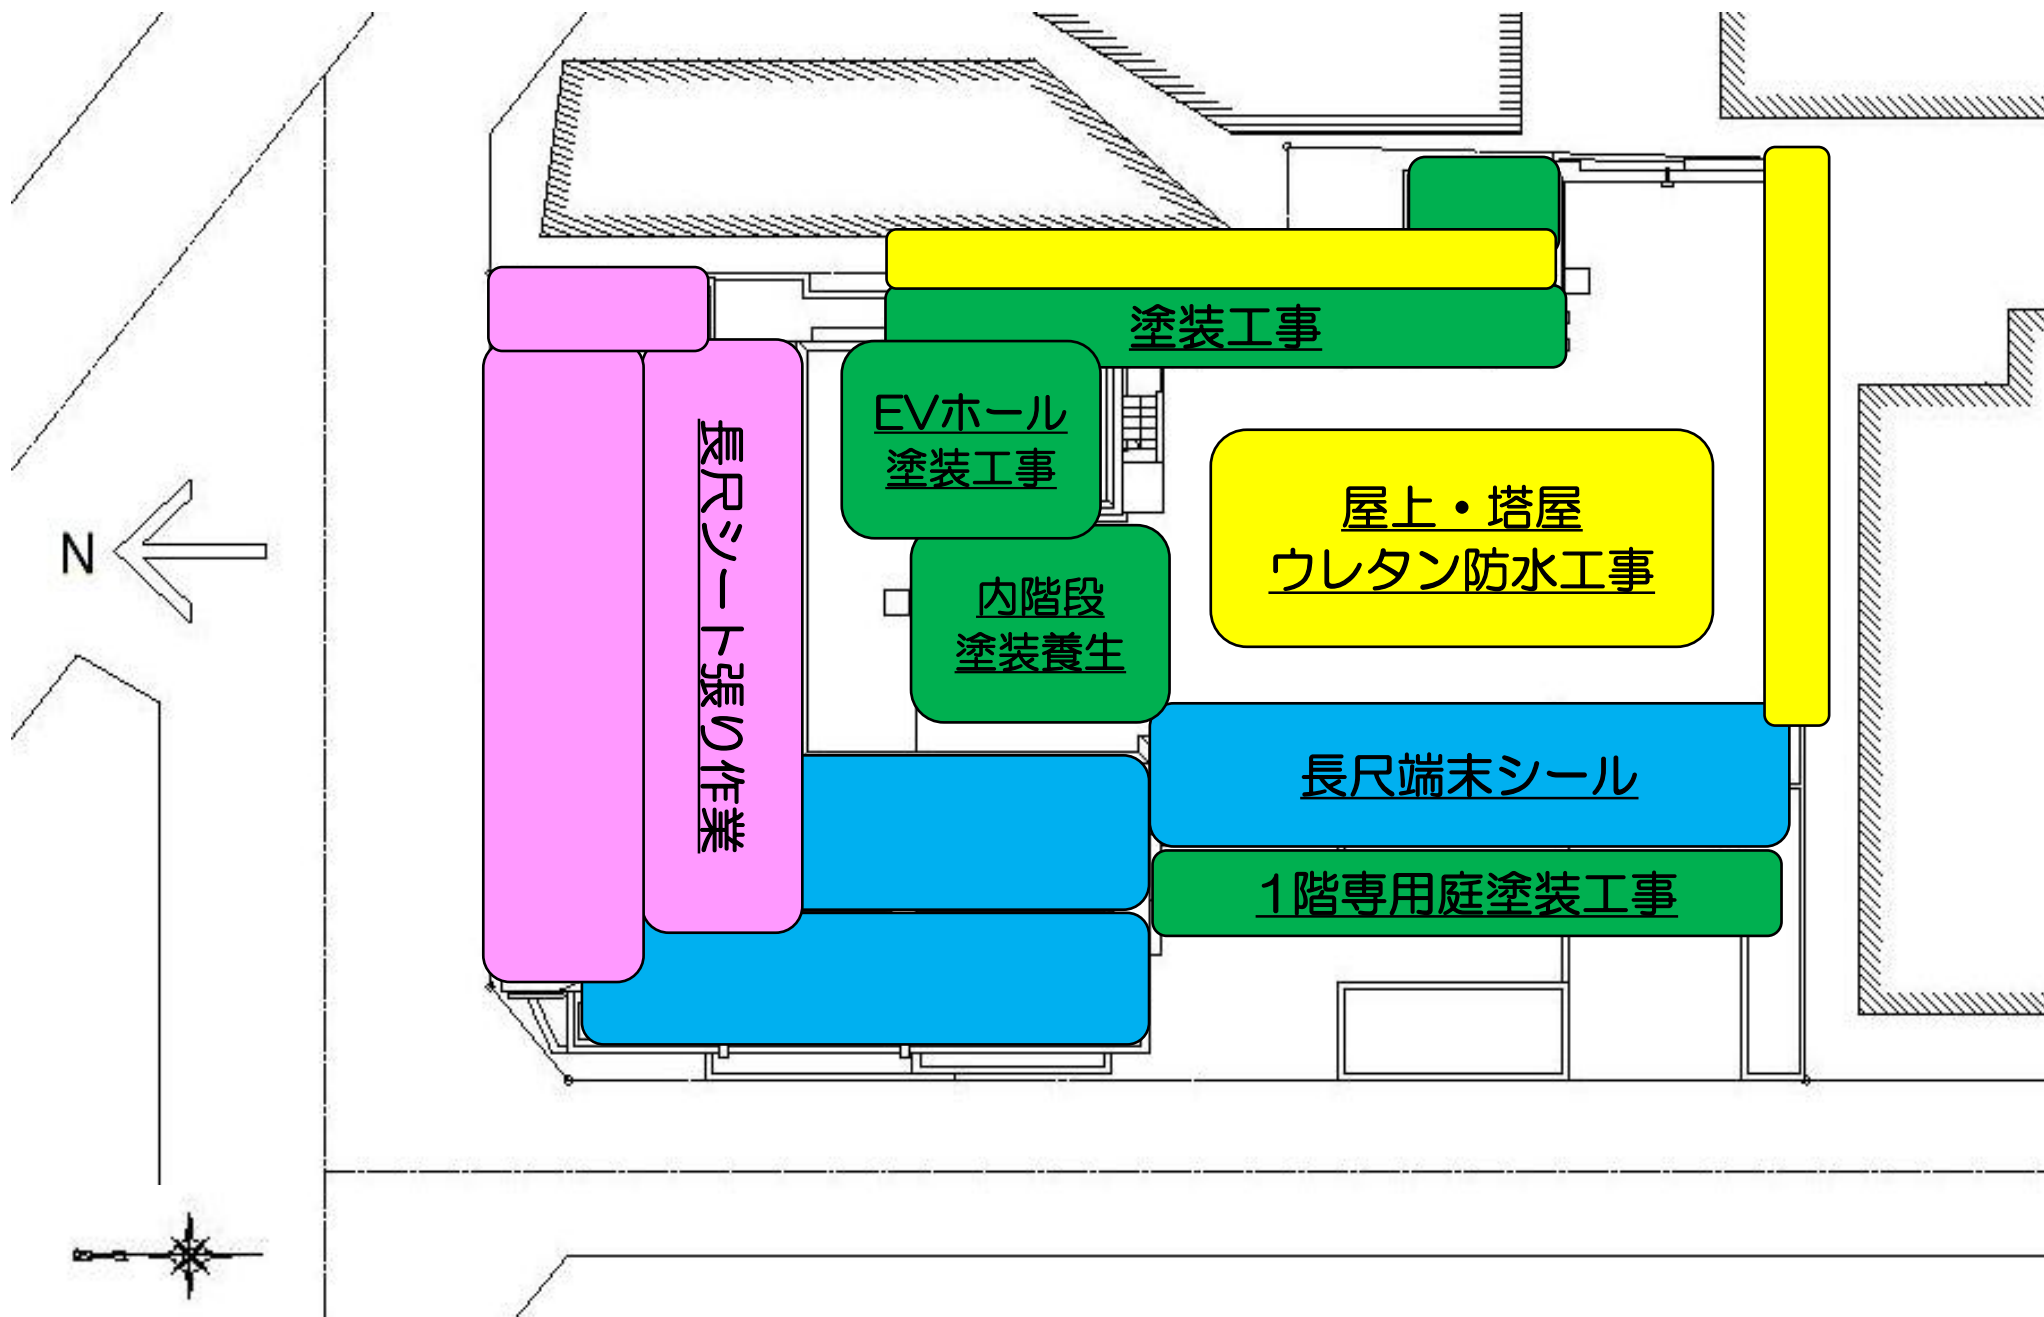 塗装工事
EVホール
塗装工事
長尺シート張り作業
屋上・塔屋
ウレタン防水工事
N
内階段
塗装養生
長尺端末シール
1階専用庭塗装工事